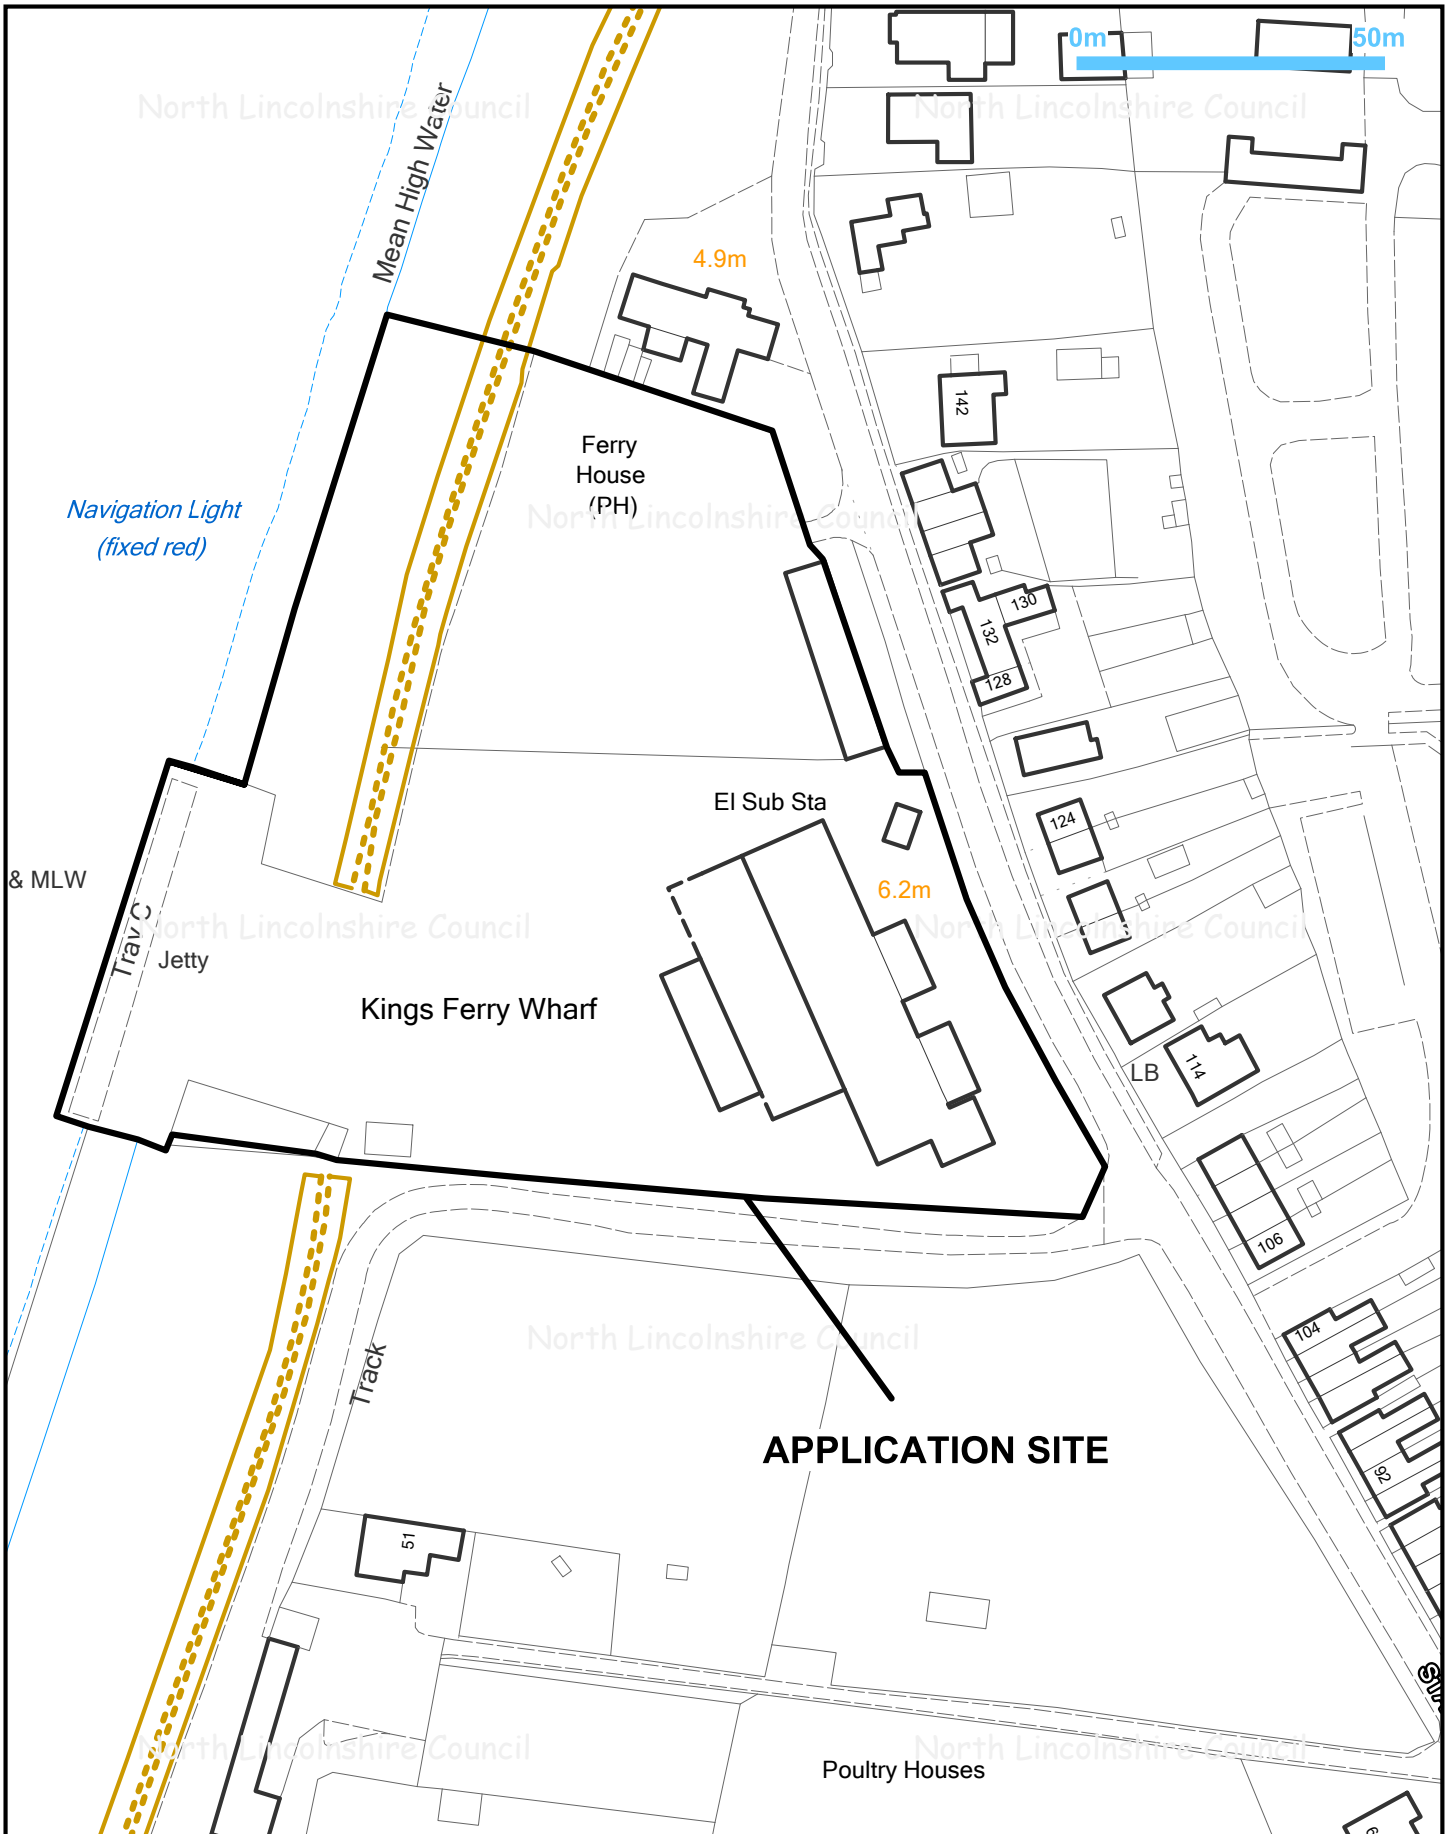 0m
50m
North Lincolnshire Council
North Lincolnshire Council
Mean High Water
4.9m
142
Ferry
House
(PH)
Navigation Light
(fixed red)
North Lincolnshire Council
130
132
128
El Sub Sta
124
6.2m
& MLW
Trav C
North Lincolnshire Council
North Lincolnshire Council
Jetty
Kings Ferry Wharf
LB
114
106
104
North Lincolnshire Council
Track
APPLICATION SITE
92
51
North Lincolnshire Council
North Lincolnshire Council
Poultry Houses